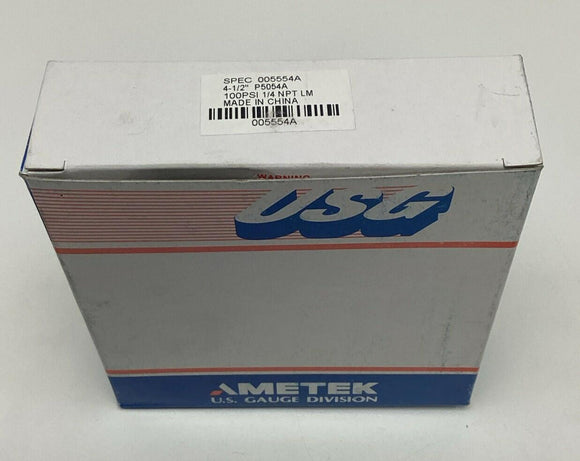 SPEC 005554A
4-1/2" P5054A
100PSI 1/4 NPT LM
MADE IN CHINA
005554A
WARNING
USG
AMETEK
U.S. GAUGE DIVISION